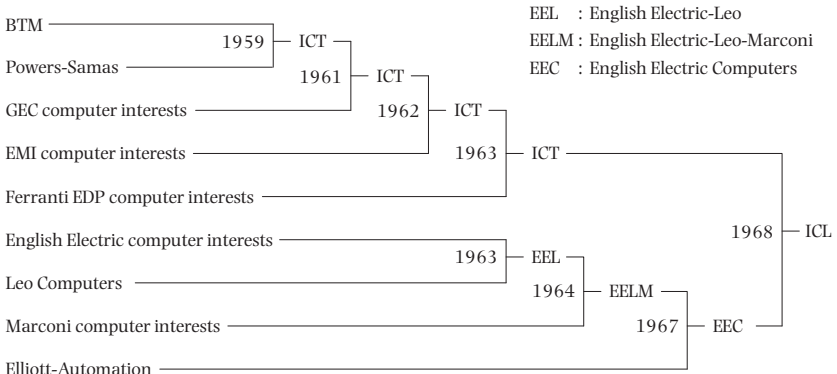 BTM
Powers-Samas
GEC computer interests
EMI computer interests
Ferranti EDP computer interests
English Electric computer interests
Leo Computers
Marconi computer interests
Elliott-Automation
1959
ICT
1961
ICT
1962
ICT
1963
ICT
1963
EEL
1964
EELM
1967
EEC
1968
ICL
EEL : English Electric-Leo
EELM : English Electric-Leo-Marconi
EEC : English Electric Computers